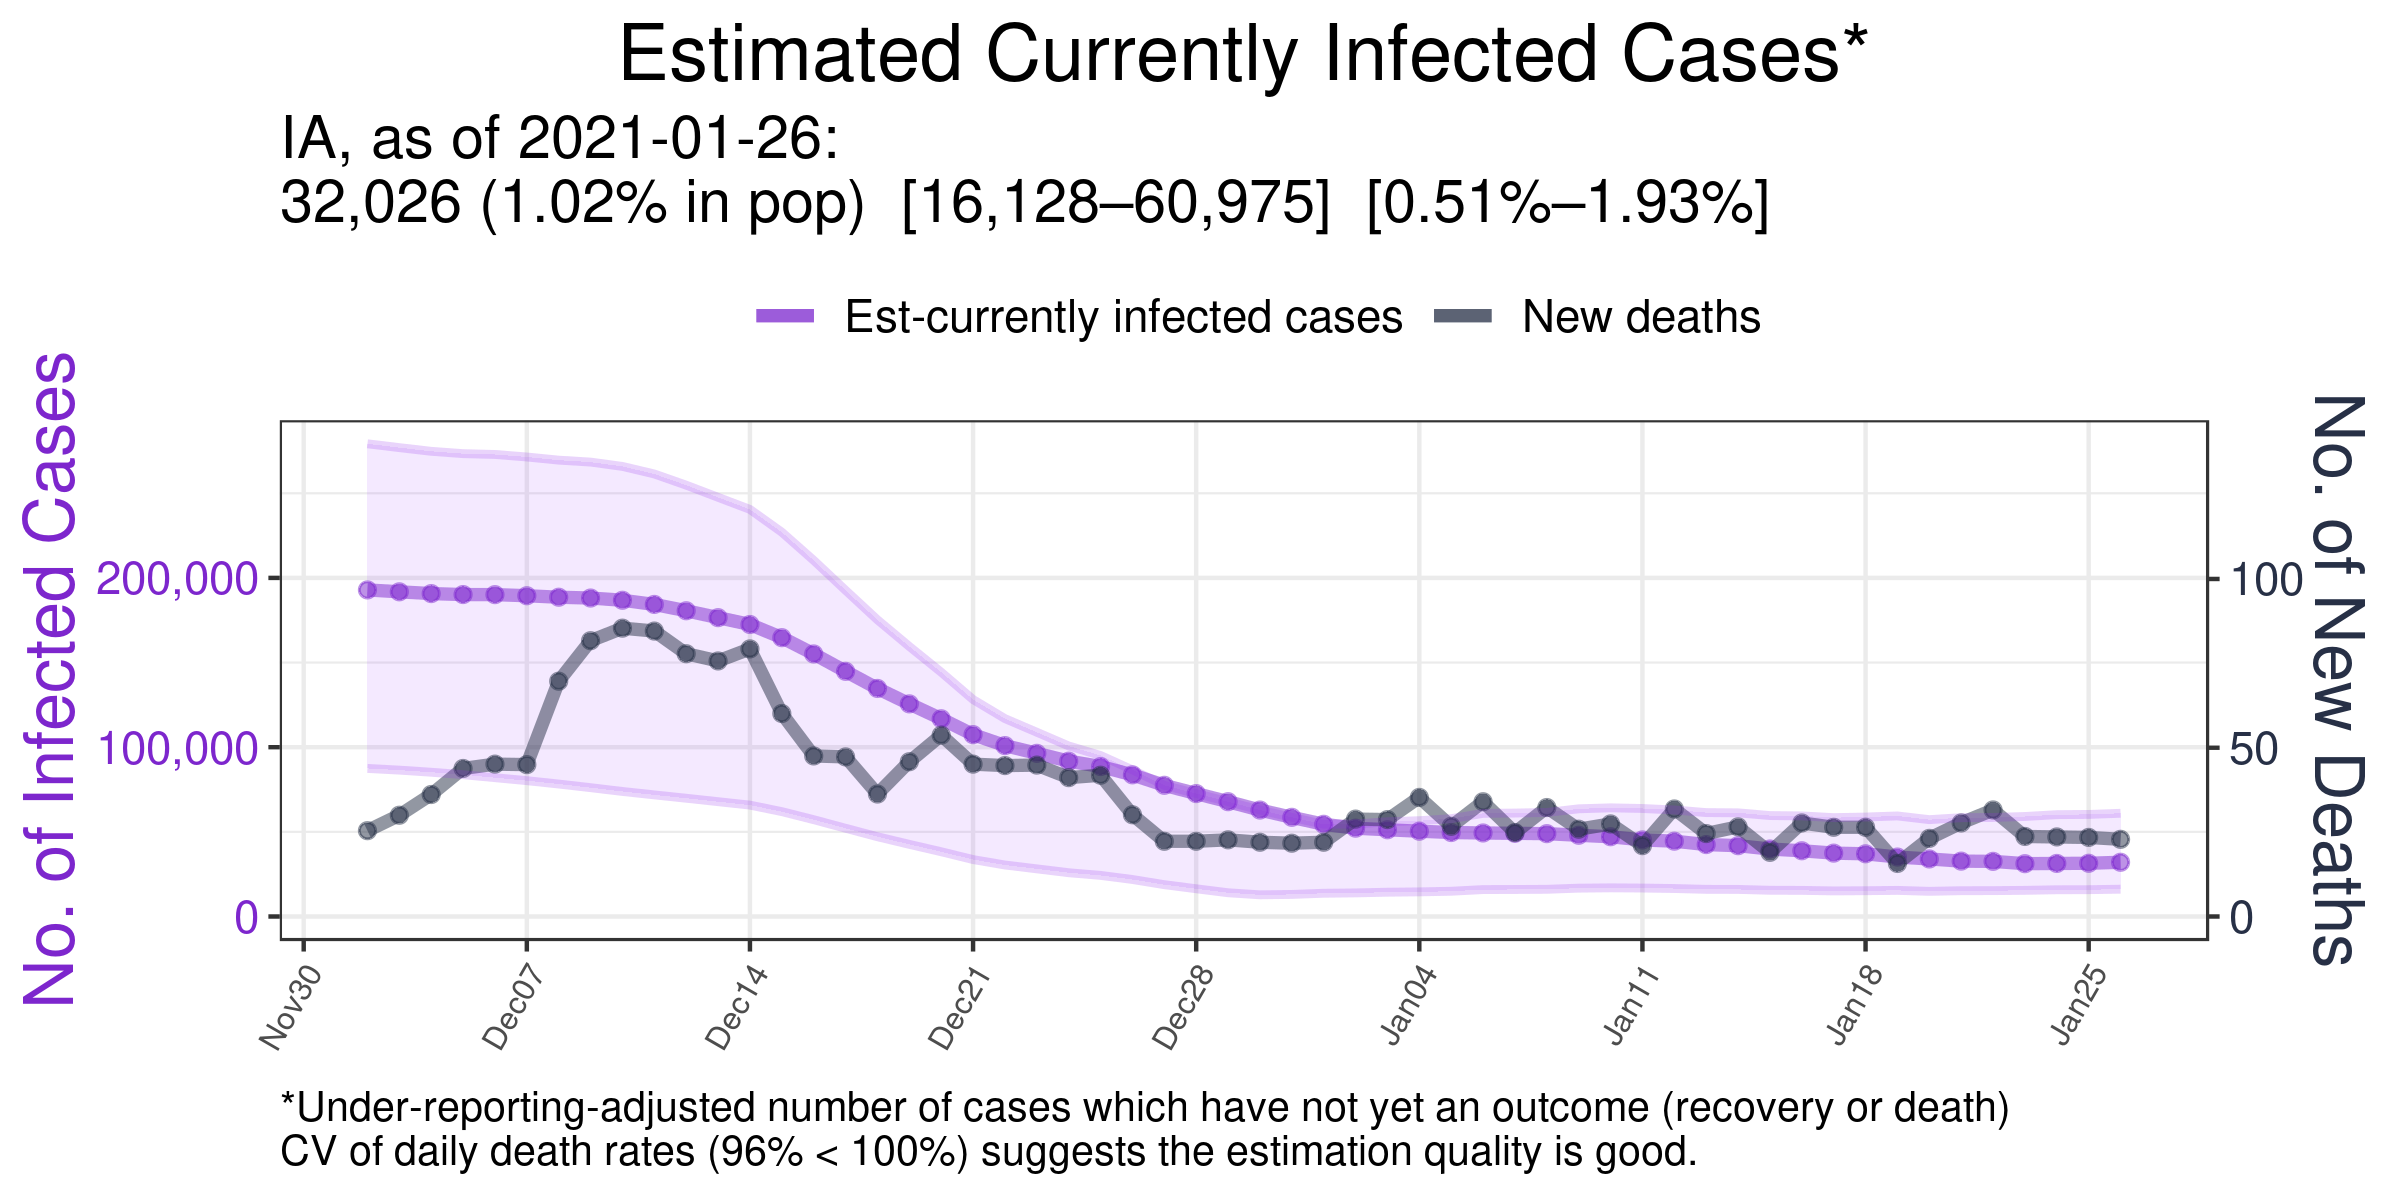 Estimated Currently Infected Cases*
IA, as of 2021-01-26:
32,026 (1.02% in pop)  [16,128–60,975]  [0.51%–1.93%]
Est-currently infected cases
New deaths
No. of Infected Cases
200,000
100,000
0
100
50
0
No. of New Deaths
Nov30
Dec07
Dec14
Dec21
Dec28
Jan04
Jan11
Jan18
Jan25
*Under-reporting-adjusted number of cases which have not yet an outcome (recovery or death)
CV of daily death rates (96% < 100%) suggests the estimation quality is good.